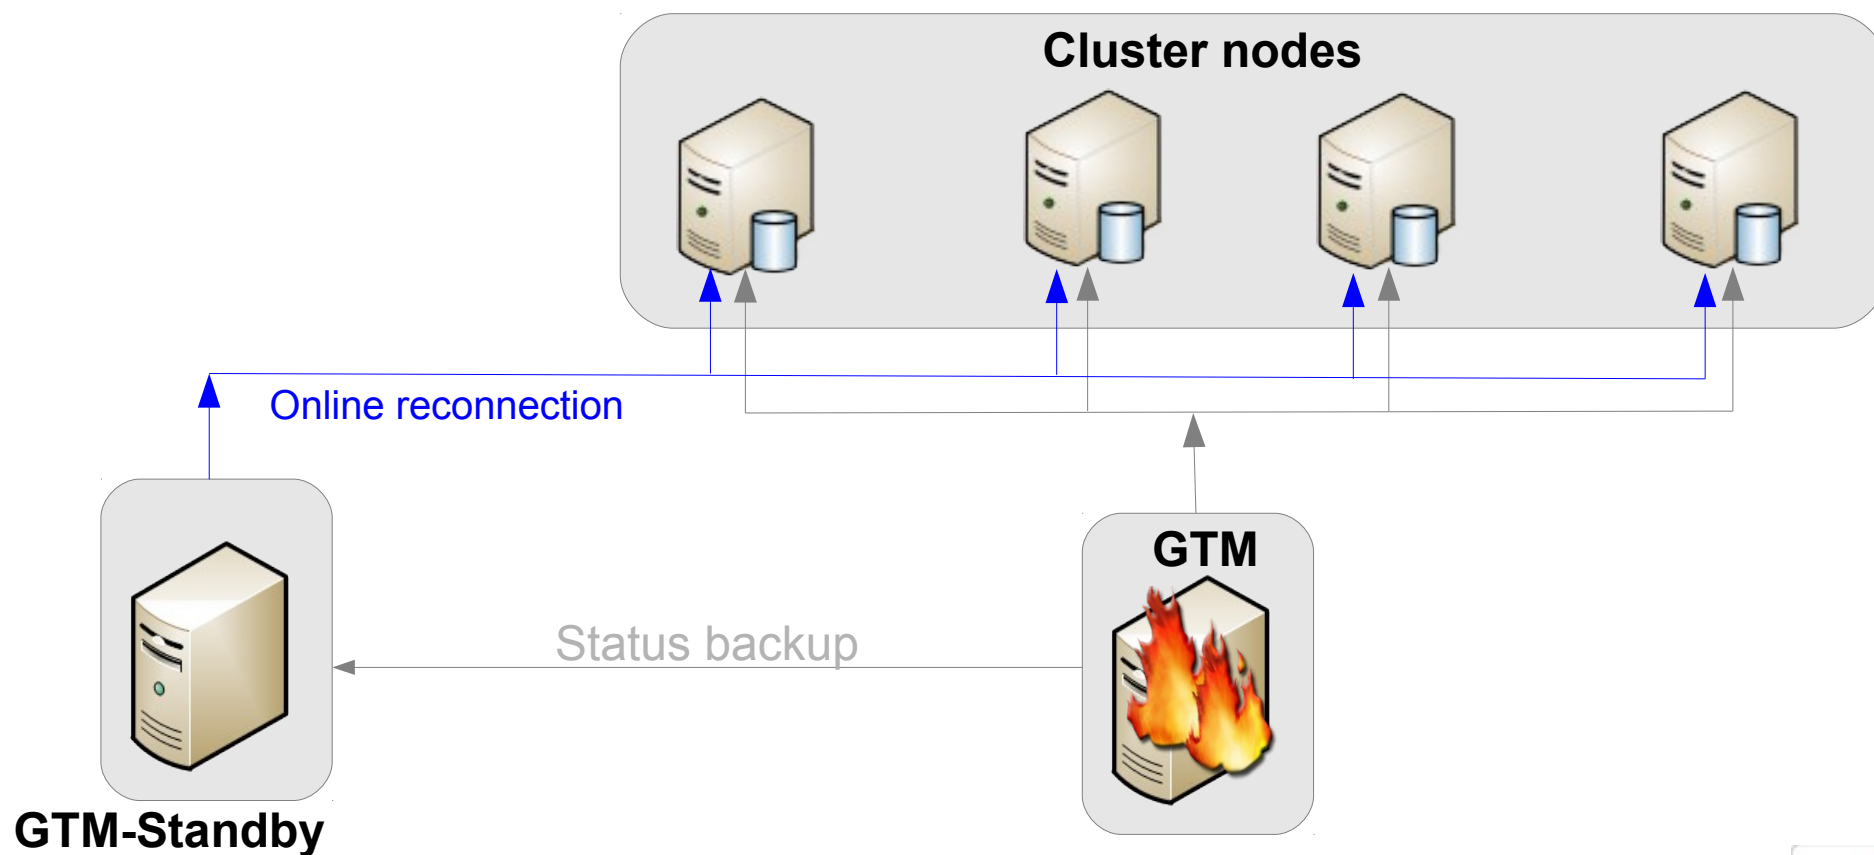 Cluster nodes
Online reconnection
GTM
Status backup
GTM-Standby